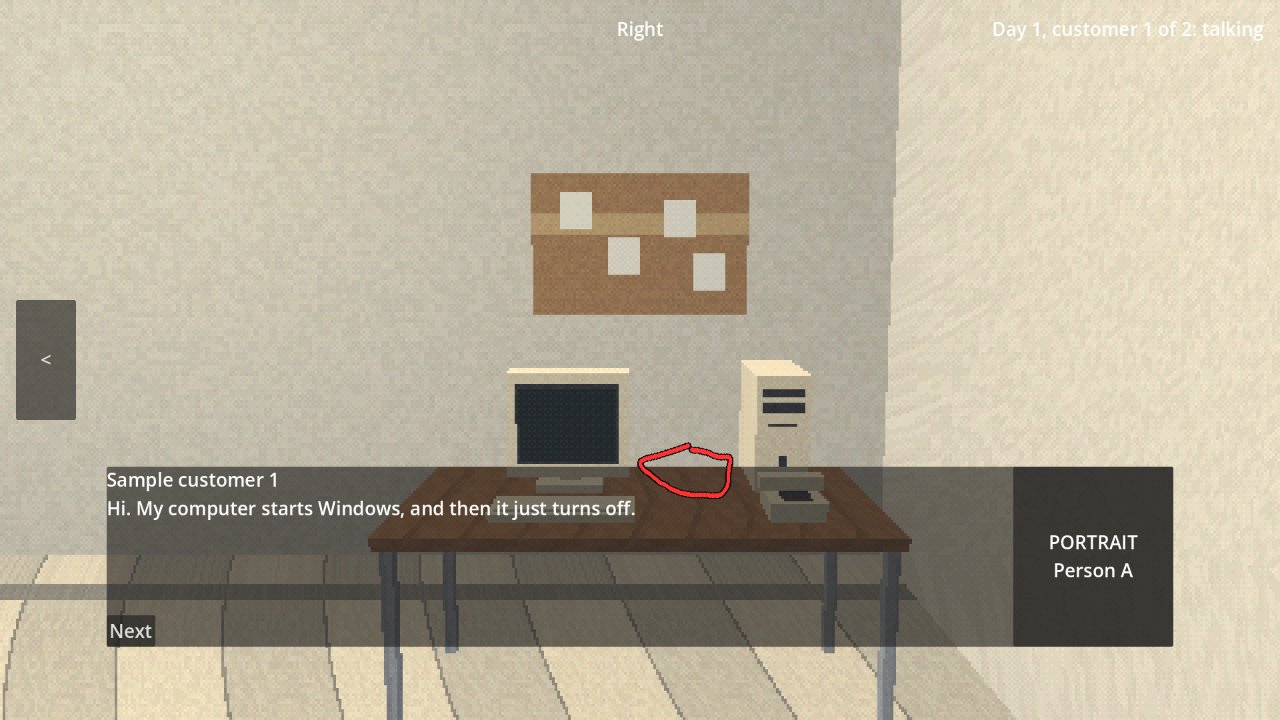 Right
Day 1, customer 1 of 2: talking
<
Sample customer 1
Hi. My computer starts Windows, and then it just turns off.
PORTRAIT
Person A
Next